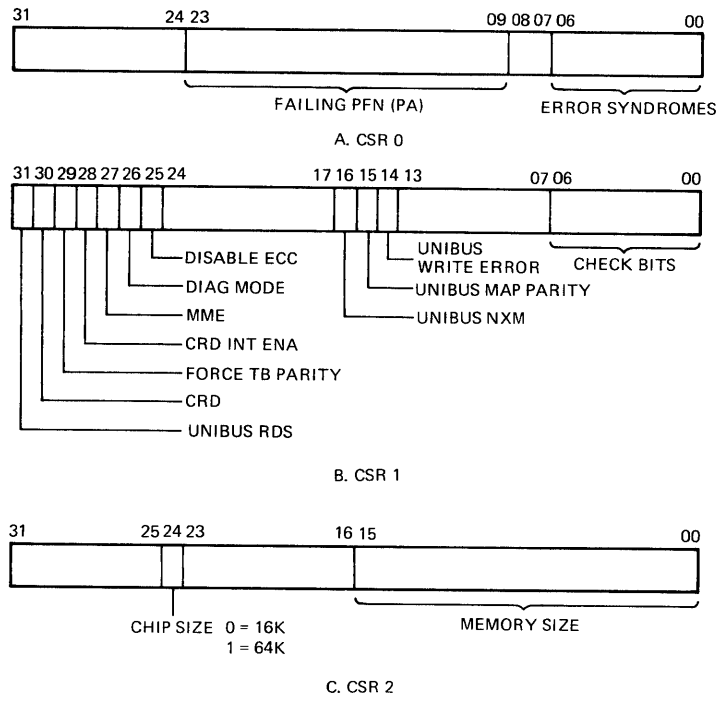 31 24 23 09 08 07 06 00
FAILING PFN (PA) ERROR SYNDROMES
A. CSR 0
31 30 29 28 27 26 25 24 17 16 15 14 13 07 06 00
DISABLE ECC
DIAG MODE
MME
CRD INT ENA
FORCE TB PARITY
CRD
UNIBUS RDS
UNIBUS
WRITE ERROR
UNIBUS MAP PARITY
UNIBUS NXM
CHECK BITS
B. CSR 1
31 25 24 23 16 15 00
CHIP SIZE 0 = 16K
1 = 64K
MEMORY SIZE
C. CSR 2